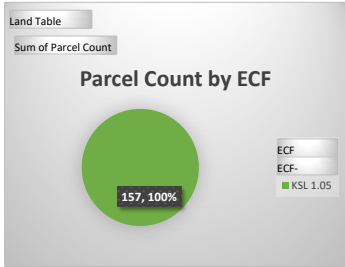 Land Table
Sum of Parcel Count
Parcel Count by ECF
157, 100%
ECF
ECF-
KSL 1.05